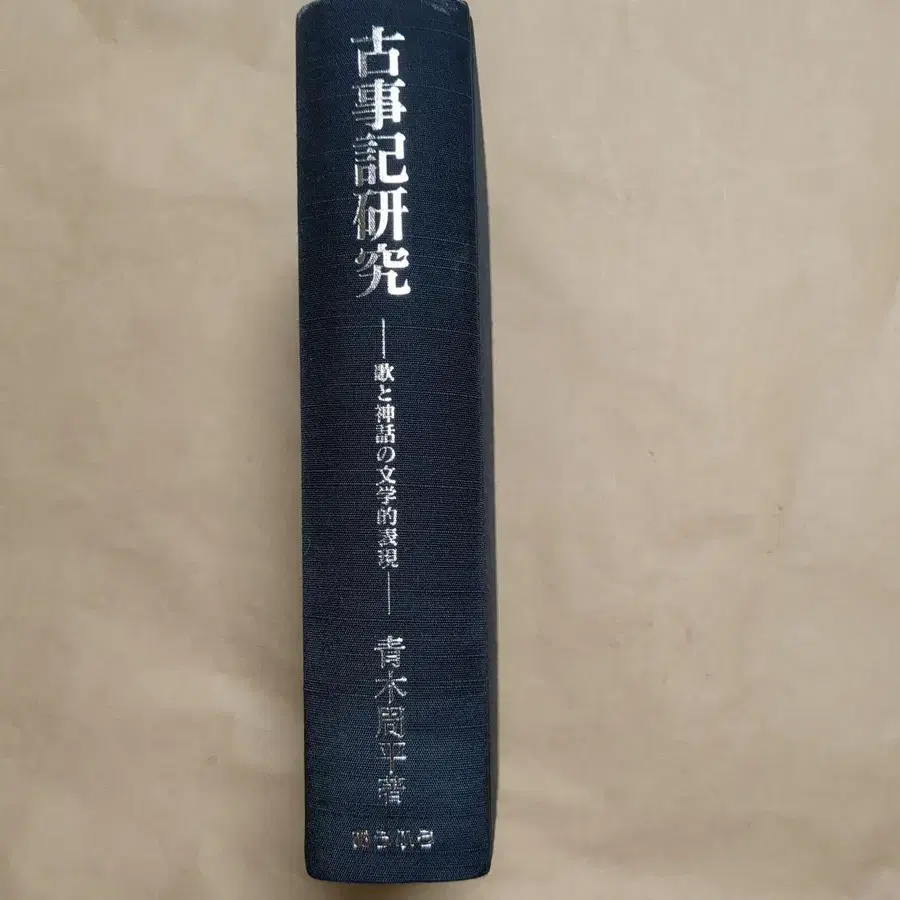 古事記研究
―歌と神話の文学的表現―
青木周平著